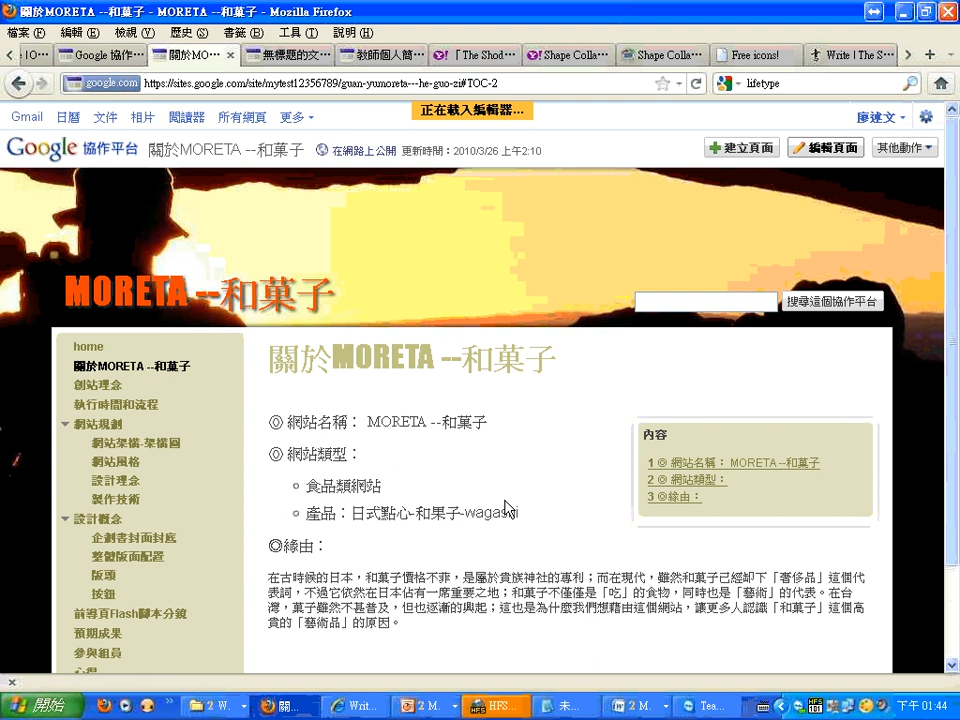 關於MORETA --和菓子 - MORETA --和菓子 - Mozilla Firefox
檔案(F) 編輯(E) 檢視(V) 歷史(S) 書籤(B) 工具(T) 說明(H)
Google 協作… 關於MO… 無標題的文… 教師個人簡… 「The Shod… Shape Colla… Shape Colla… Free icons! Write | The S…
google.com https://sites.google.com/site/mytest12356789/guan-yumoreta---he-guo-zi#TOC-2 lifetype
Gmail 日曆 文件 相片 閱讀器 所有網頁 更多 正在載入編輯器... 廖達文
Google 協作平台 關於MORETA --和菓子 在網路上公開 更新時間：2010/3/26 上午2:10 建立頁面 編輯頁面 其他動作
MORETA --和菓子
搜尋這個協作平台
home
關於MORETA --和菓子
創站理念
執行時間和流程
網站規劃
網站架構-架構圖
網站風格
設計理念
製作技術
設計概念
企劃書封面封底
整體版面配置
版頭
按鈕
前導頁Flash腳本分鏡
預期成果
參與組員
心得
關於MORETA --和菓子
◎ 網站名稱： MORETA --和菓子
◎ 網站類型：
食品類網站
產品：日式點心-和果子-wagashi
◎緣由：
在古時候的日本，和菓子價格不菲，是屬於貴族神社的專利；而在現代，雖然和菓子已經卸下「奢侈品」這個代
表詞，不過它依然在日本佔有一席重要之地；和菓子不僅僅是「吃」的食物，同時也是「藝術」的代表。在台
灣，菓子雖然不甚普及，但也逐漸的興起；這也是為什麼我們想藉由這個網站，讓更多人認識「和菓子」這個高
貴的「藝術品」的原因。
內容
1 ◎ 網站名稱： MORETA --和菓子
2 ◎ 網站類型：
3 ◎緣由：
開始 2 W. 關... Writ... 2 M. HFS... 未... 2 M. Tea... HFS 101 下午 01:44